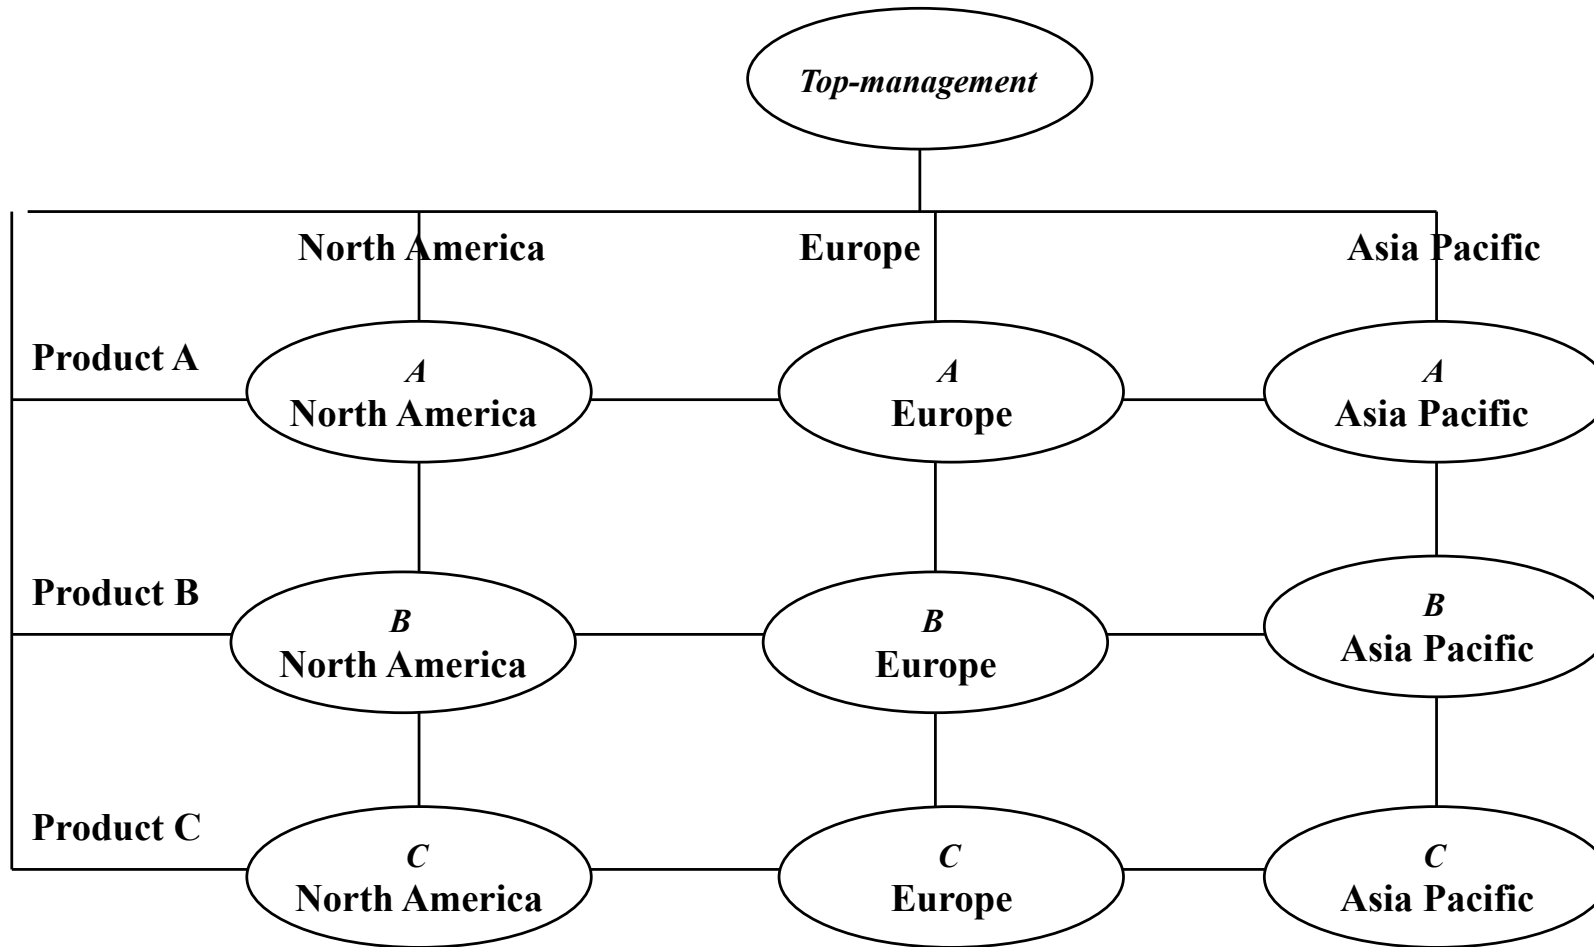 Top-management
North America
Europe
Asia Pacific
Product A
A
North America
A
Europe
A
Asia Pacific
Product B
B
North America
B
Europe
B
Asia Pacific
Product C
C
North America
C
Europe
C
Asia Pacific